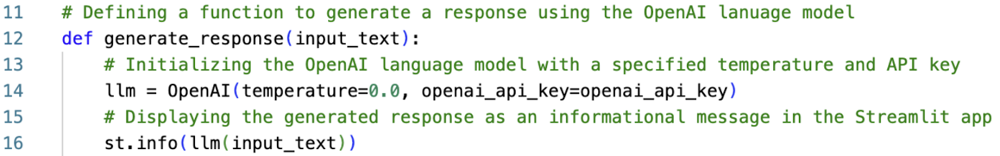 11 # Defining a function to generate a response using the OpenAI lanuage model
12 def generate_response(input_text):
13 # Initializing the OpenAI language model with a specified temperature and API key
14 llm = OpenAI(temperature=0.0, openai_api_key=openai_api_key)
15 # Displaying the generated response as an informational message in the Streamlit app
16 st.info(llm(input_text))